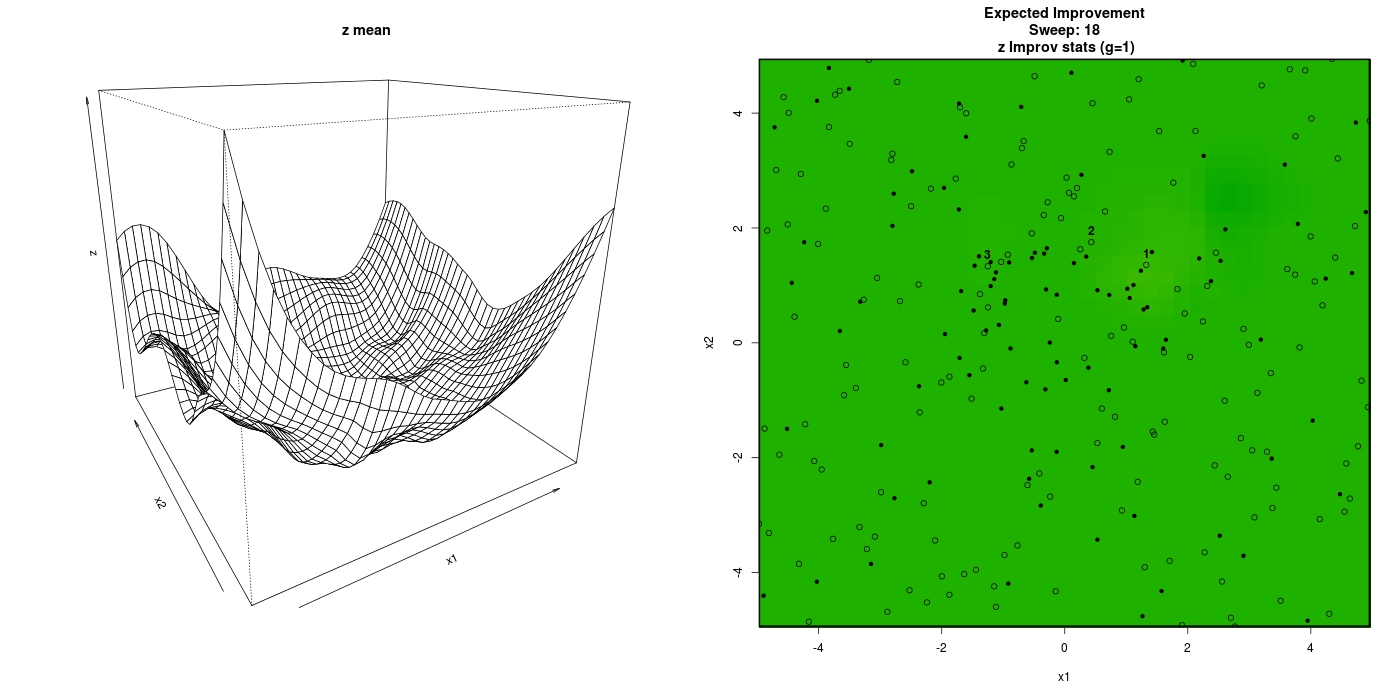 z mean
z
x2
x1
Expected Improvement
Sweep: 18
z Improv stats (g=1)
4
2
0
-2
-4
x2
3
2
1
-4
-2
0
2
4
x1